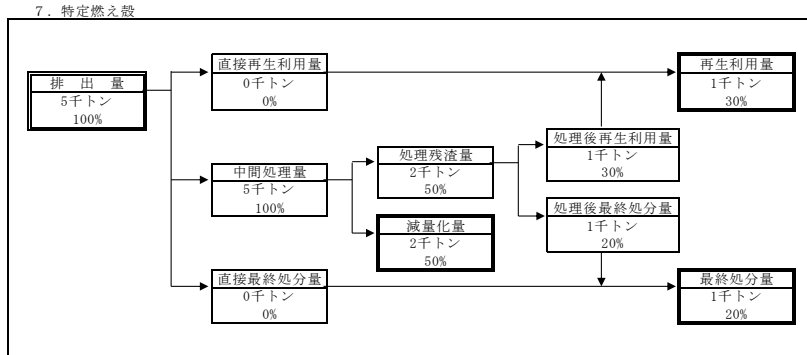 7．特定燃え殻
排　出　量
5千トン
100%
直接再生利用量
0千トン
0%
再生利用量
1千トン
30%
中間処理量
5千トン
100%
処理残渣量
2千トン
50%
処理後再生利用量
1千トン
30%
減量化量
2千トン
50%
処理後最終処分量
1千トン
20%
直接最終処分量
0千トン
0%
最終処分量
1千トン
20%